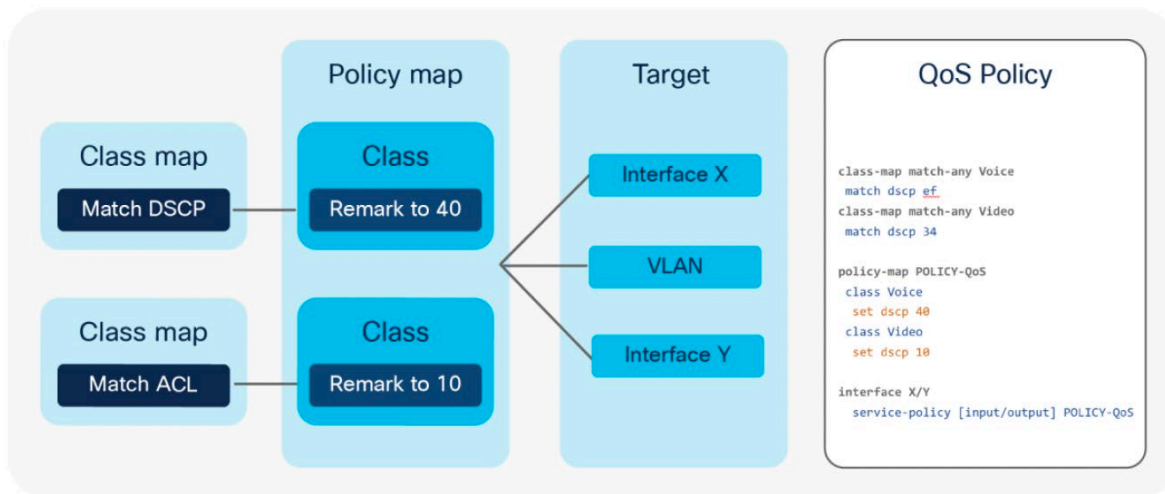 Policy map
Target
QoS Policy
Class map
Match DSCP
Class
Remark to 40
Class map
Match ACL
Class
Remark to 10
Interface X
VLAN
Interface Y
class-map match-any Voice
match dscp ef
class-map match-any Video
match dscp 34
policy-map POLICY-QoS
class Voice
set dscp 40
class Video
set dscp 10
interface X/Y
service-policy [input/output] POLICY-QoS